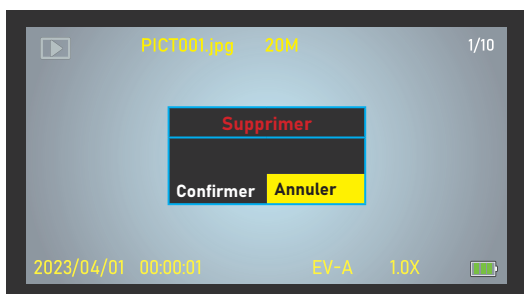 PICT001.jpg 20M 1/10
Supprimer
Confirmer Annuler
2023/04/01 00:00:01 EV-A 1.0X